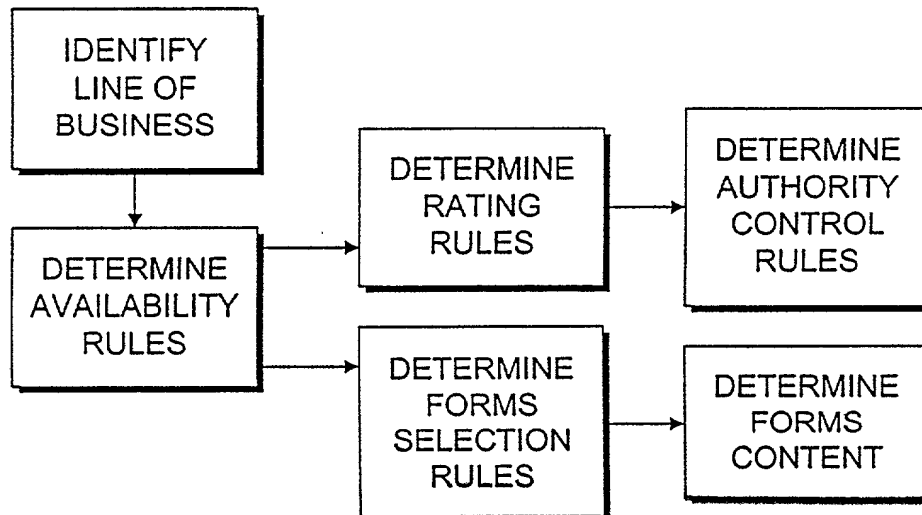 IDENTIFY
LINE OF
BUSINESS
DETERMINE
AVAILABILITY
RULES
DETERMINE
RATING
RULES
DETERMINE
AUTHORITY
CONTROL
RULES
DETERMINE
FORMS
SELECTION
RULES
DETERMINE
FORMS
CONTENT